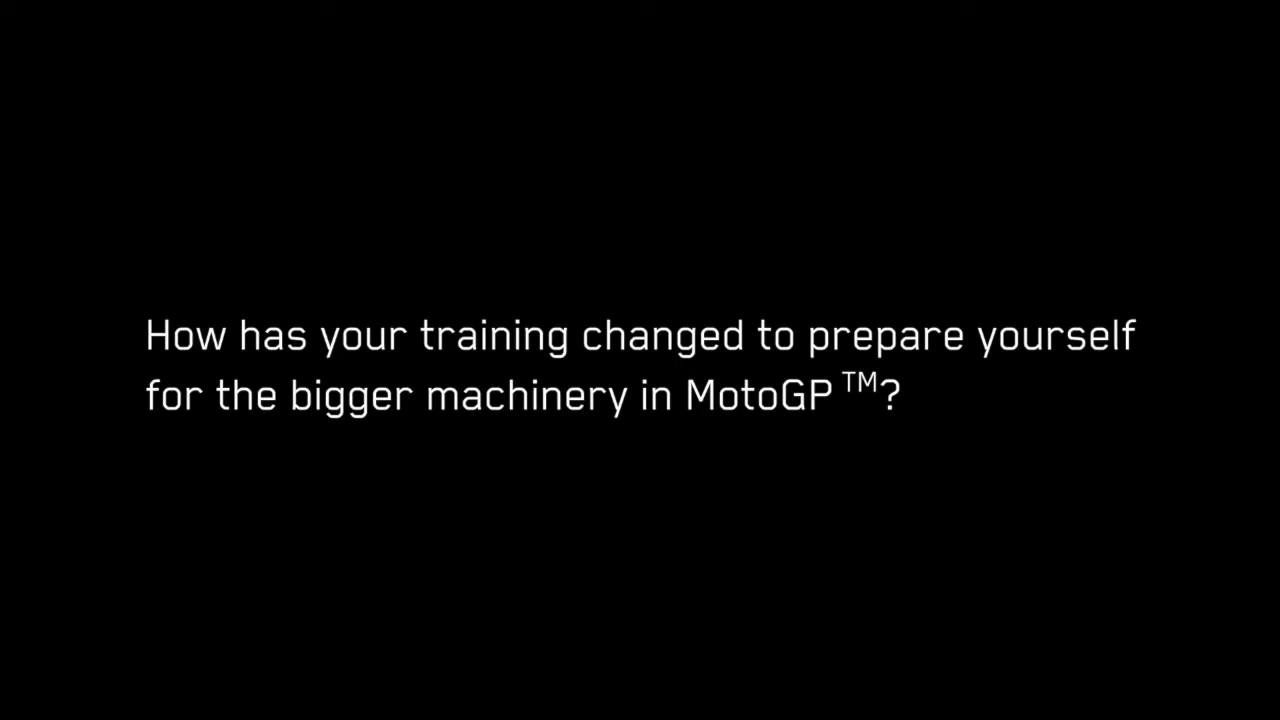 How has your training changed to prepare yourself
for the bigger machinery in MotoGP™?